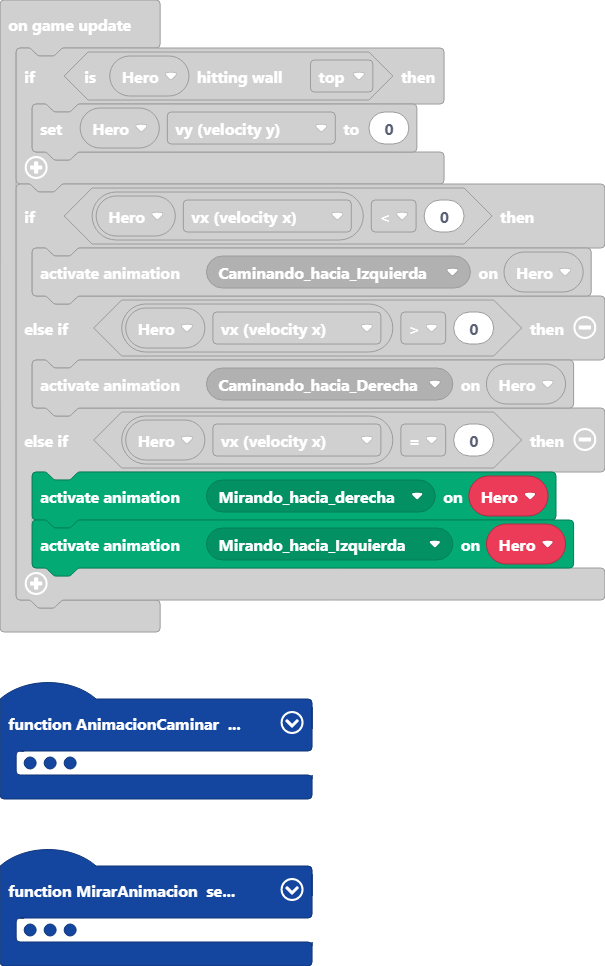 on game update
if is Hero hitting wall top then
set Hero vy (velocity y) to 0
if Hero vx (velocity x) < 0 then
activate animation Caminando_hacia_Izquierda on Hero
else if Hero vx (velocity x) > 0 then
activate animation Caminando_hacia_Derecha on Hero
else if Hero vx (velocity x) = 0 then
activate animation Mirando_hacia_derecha on Hero
activate animation Mirando_hacia_Izquierda on Hero
function AnimacionCaminar ...
function MirarAnimacion se...